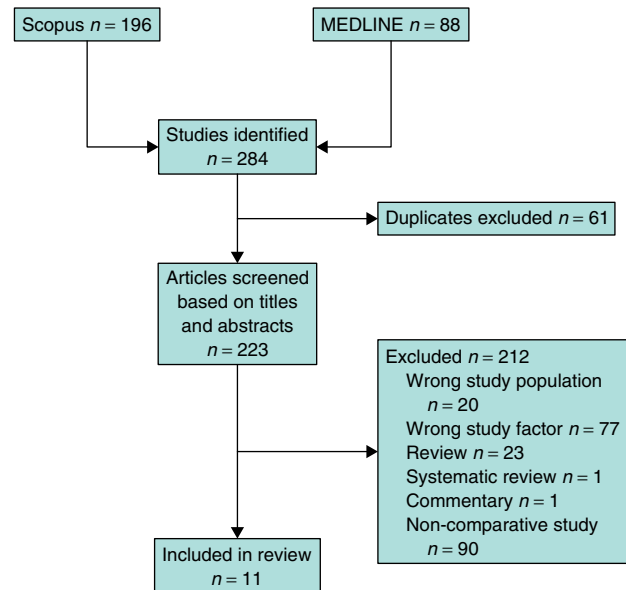 Scopus n = 196
MEDLINE n = 88
Studies identified
n = 284
Duplicates excluded n = 61
Articles screened
based on titles
and abstracts
n = 223
Excluded n = 212
Wrong study population
n = 20
Wrong study factor n = 77
Review n = 23
Systematic review n = 1
Commentary n = 1
Non-comparative study
n = 90
Included in review
n = 11